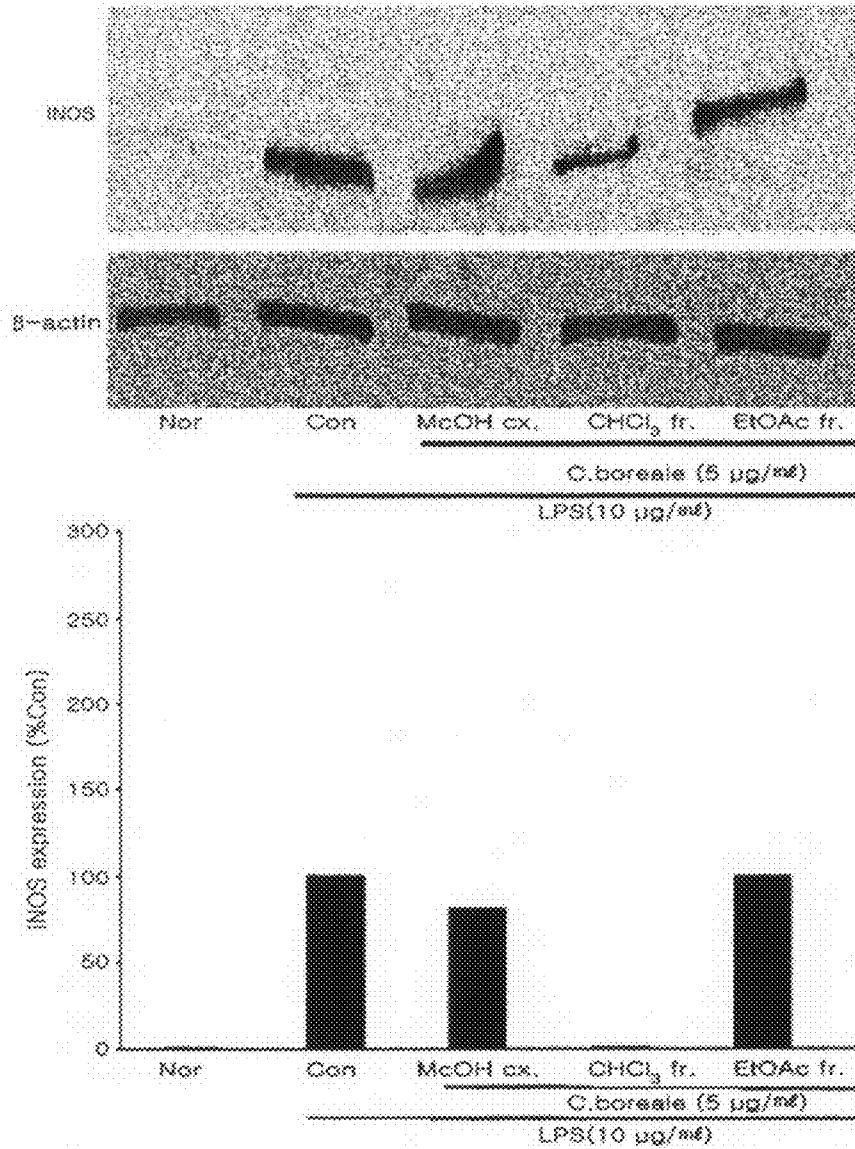 iNOS
β-actin
Nor Con McOH cx. CHCl₃ fr. EtOAc fr.
C.boreale (5 µg/㎖)
LPS(10 µg/㎖)
300
250
200
150
100
50
0
iNOS expression (%Con)
Nor Con McOH cx. CHCl₃ fr. EtOAc fr.
C.boreale (5 µg/㎖)
LPS(10 µg/㎖)